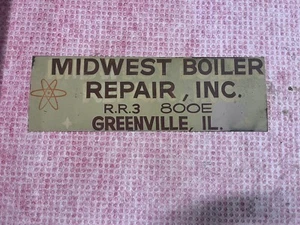 MIDWEST BOILER
REPAIR, INC.
R.R.3 800E
GREENVILLE, IL.